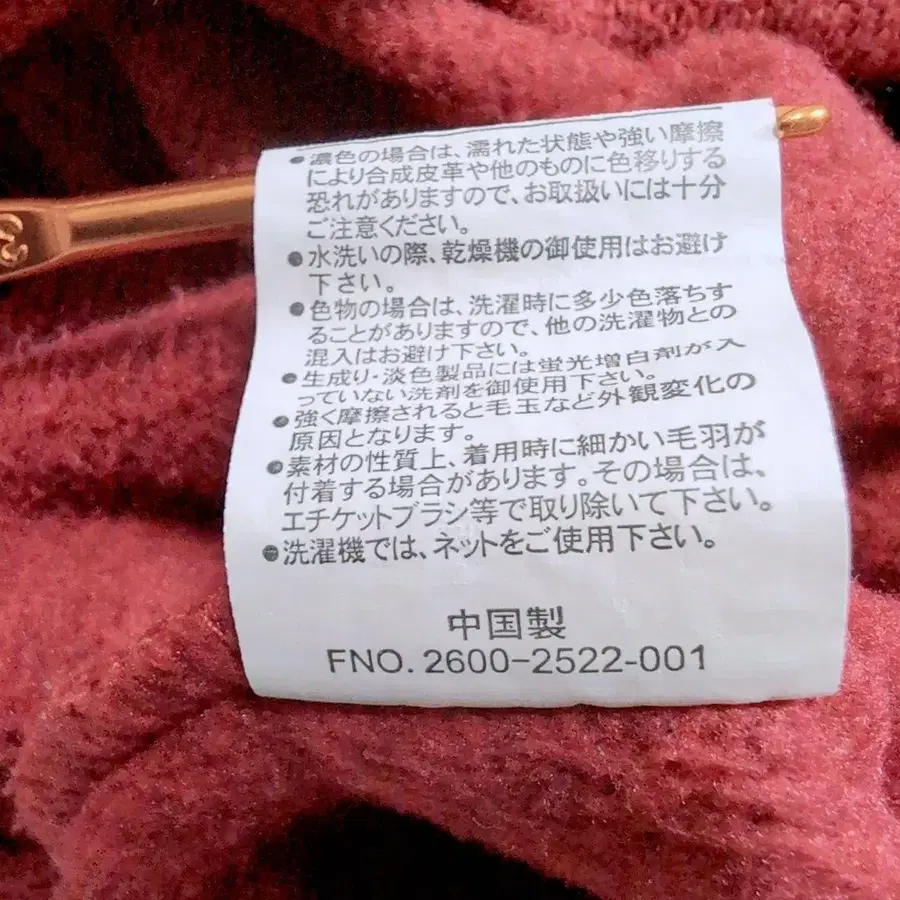 ●濃色の場合は、濡れた状態や強い摩擦
により合成皮革や他のものに色移りする
恐れがありますので、お取扱いには十分
ご注意ください。
●水洗いの際、乾燥機の御使用はお避け
下さい。
●色物の場合は、洗濯時に多少色落ちす
ることがありますので、他の洗濯物との
混入はお避け下さい。
●生成り・淡色製品には蛍光増白剤が入
っていない洗剤を御使用下さい。
●強く摩擦されると毛玉など外観変化の
原因となります。
●素材の性質上、着用時に細かい毛羽が
付着する場合があります。その場合は、
エチケットブラシ等で取り除いて下さい。
●洗濯機では、ネットをご使用下さい。
中国製
FNO. 2600-2522-001